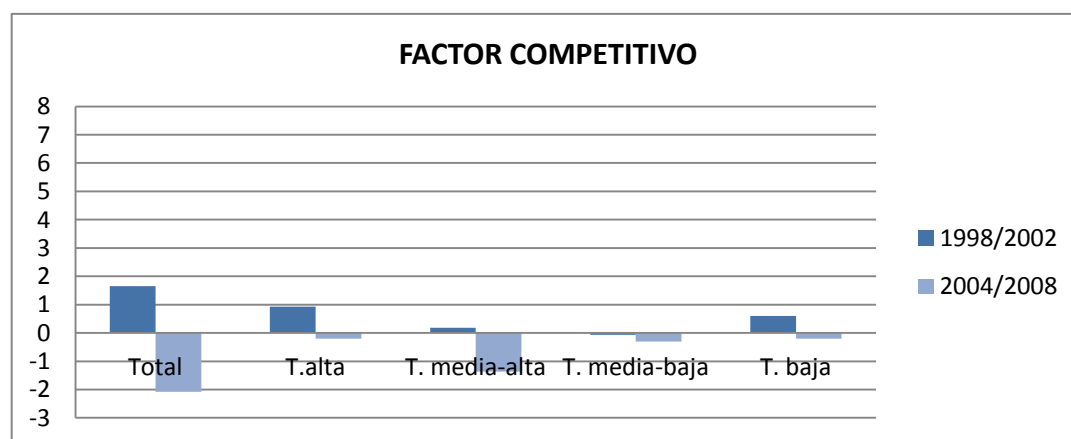 FACTOR COMPETITIVO
8
7
6
5
4
3
2
1
0
-1
-2
-3
Total
T.alta
T. media-alta
T. media-baja
T. baja
1998/2002
2004/2008